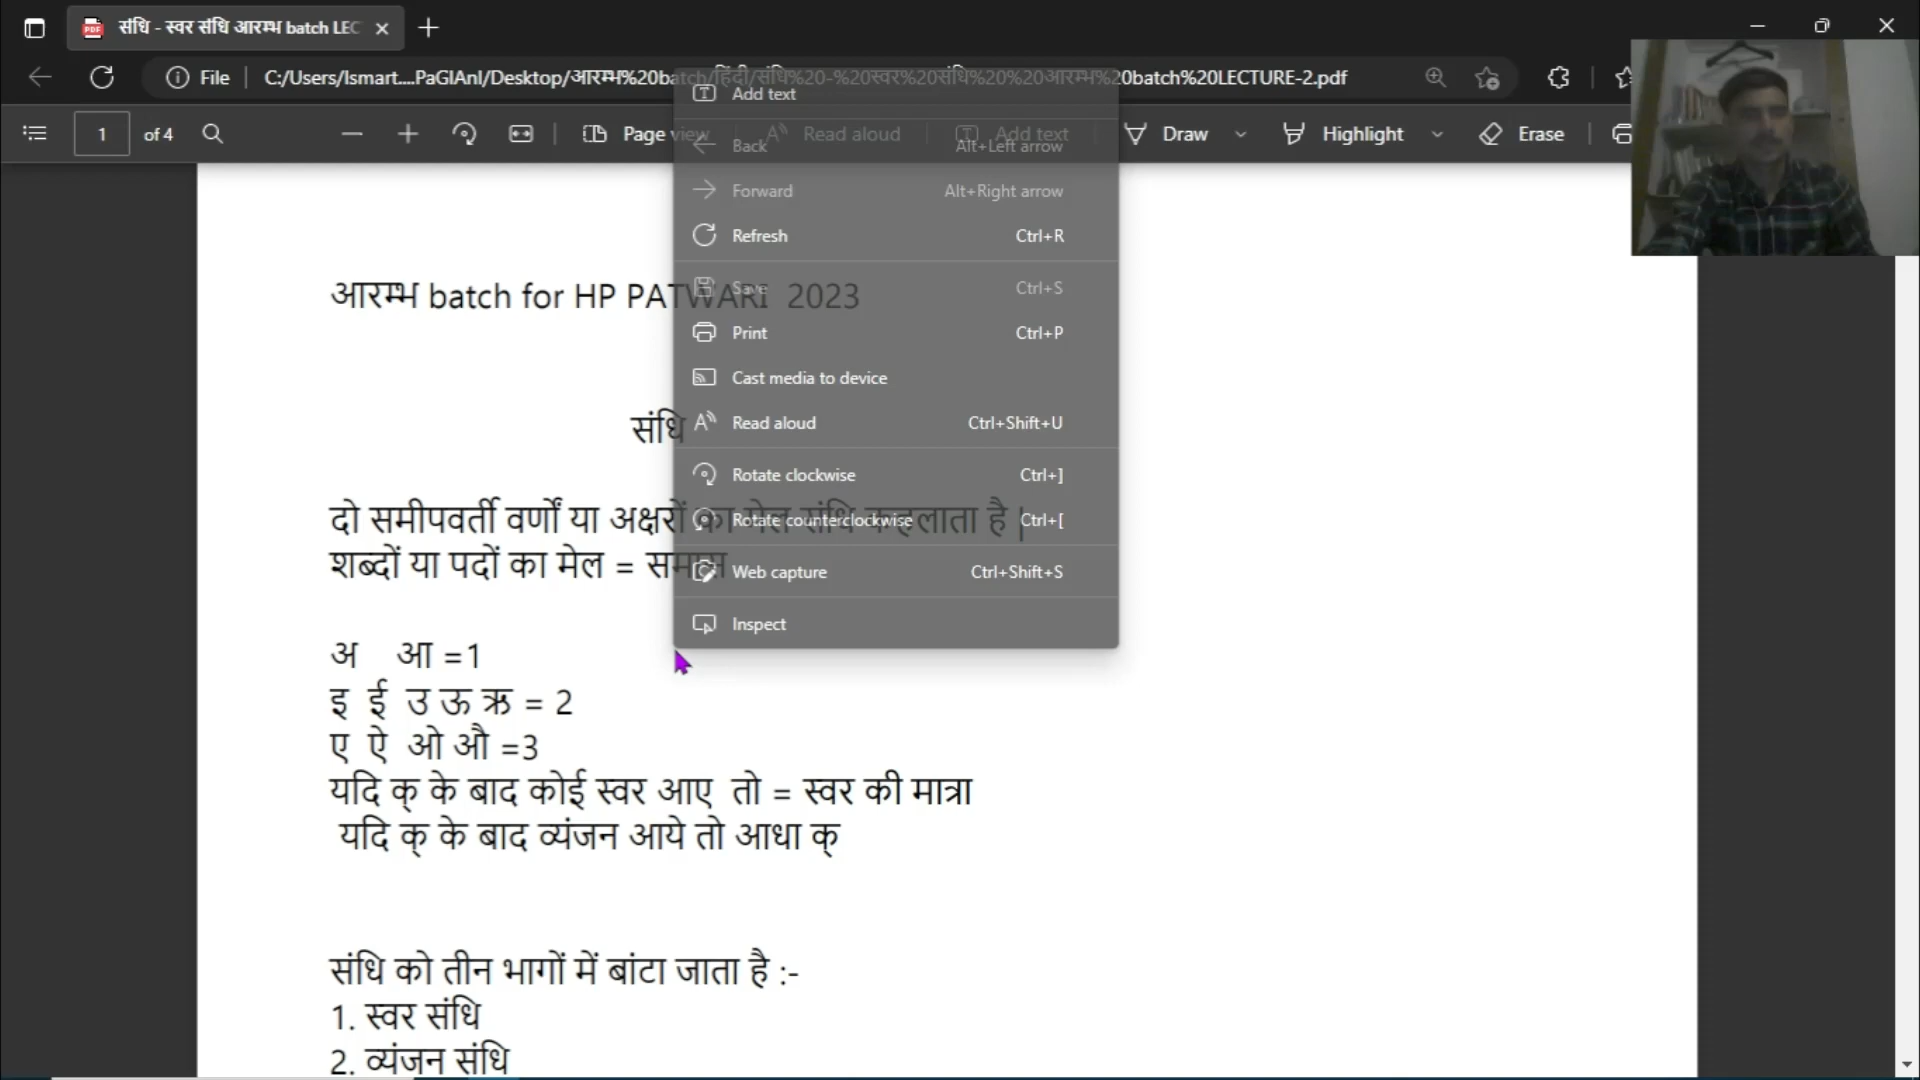 संधि - स्वर संधि आरम्भ batch LEC
File C:/Users/Ismart....PaGIAnI/Desktop/आरम्भ%20batch/हिंदी/संधि%20-%20स्वर%20संधि%20%20आरम्भ%20batch%20LECTURE-2.pdf
1 of 4 Page view Read aloud Add text Draw Highlight Erase
Add text
Back Alt+Left arrow
Forward Alt+Right arrow
Refresh Ctrl+R
Save Ctrl+S
Print Ctrl+P
Cast media to device
Read aloud Ctrl+Shift+U
Rotate clockwise Ctrl+]
Rotate counterclockwise Ctrl+[
Web capture Ctrl+Shift+S
Inspect
आरम्भ batch for HP PATWARI 2023
संधि
दो समीपवर्ती वर्णों या अक्षरों का मेल संधि कहलाता है |
शब्दों या पदों का मेल = समास
अ आ =1
इ ई उ ऊ ऋ = 2
ए ऐ ओ औ =3
यदि क् के बाद कोई स्वर आए तो = स्वर की मात्रा
यदि क् के बाद व्यंजन आये तो आधा क्
संधि को तीन भागों में बांटा जाता है :-
1. स्वर संधि
2. व्यंजन संधि